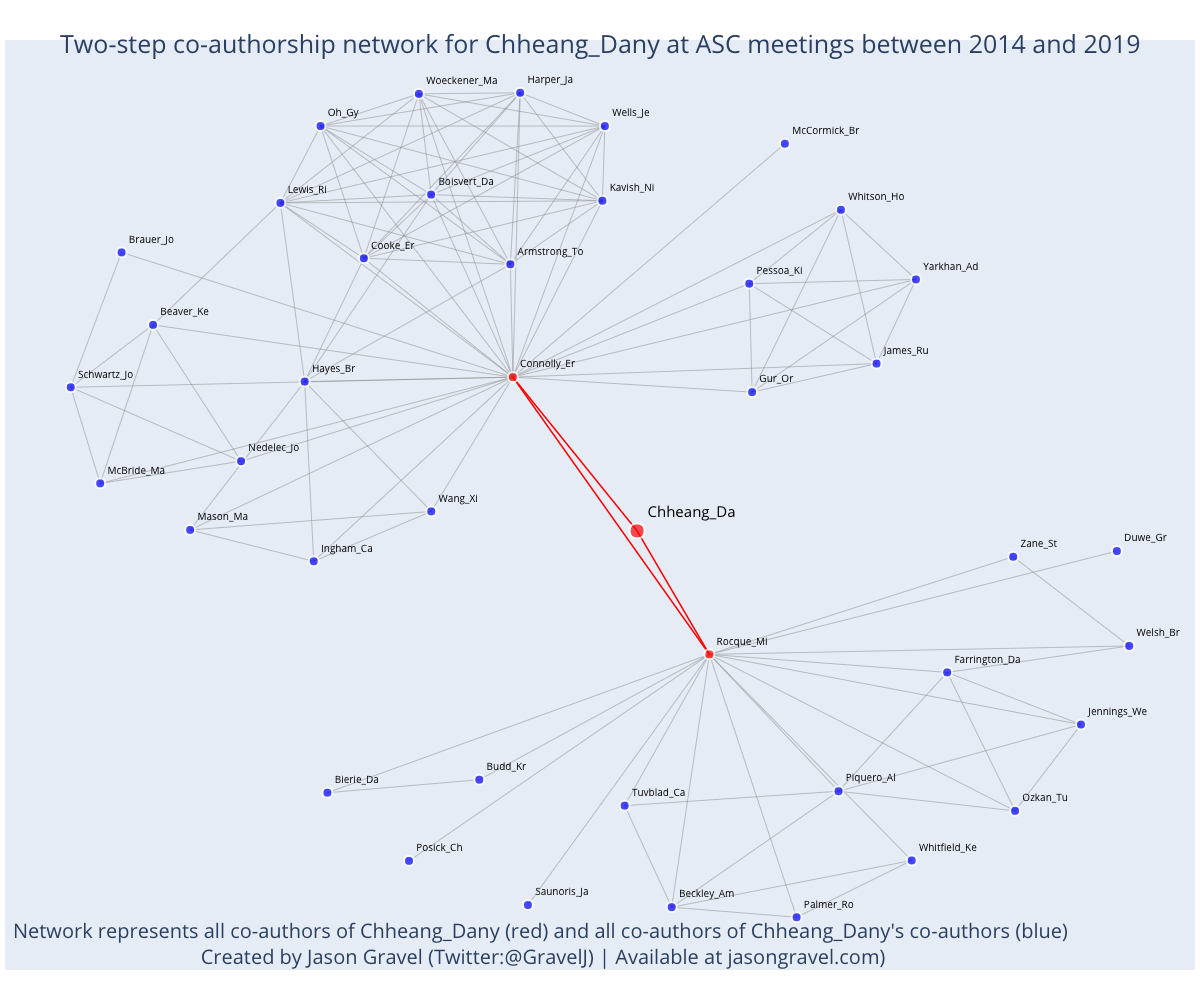 Two-step co-authorship network for Chheang_Dany at ASC meetings between 2014 and 2019
Woeckener_Ma
Harper_Ja
Oh_Gy
Wells_Je
McCormick_Br
Lewis_Ri
Boisvert_Da
Kavish_Ni
Whitson_Ho
Brauer_Jo
Cooke_Er
Armstrong_To
Pessoa_Ki
Yarkhan_Ad
Beaver_Ke
Schwartz_Jo
Hayes_Br
Connolly_Er
James_Ru
Gur_Or
Nedelec_Jo
McBride_Ma
Wang_Xi
Mason_Ma
Chheang_Da
Ingham_Ca
Zane_St
Duwe_Gr
Rocque_Mi
Welsh_Br
Farrington_Da
Jennings_We
Budd_Kr
Bierie_Da
Tuvblad_Ca
Piquero_Al
Ozkan_Tu
Posick_Ch
Whitfield_Ke
Saunoris_Ja
Beckley_Am
Palmer_Ro
Network represents all co-authors of Chheang_Dany (red) and all co-authors of Chheang_Dany's co-authors (blue)
Created by Jason Gravel (Twitter:@GravelJ) | Available at jasongravel.com)